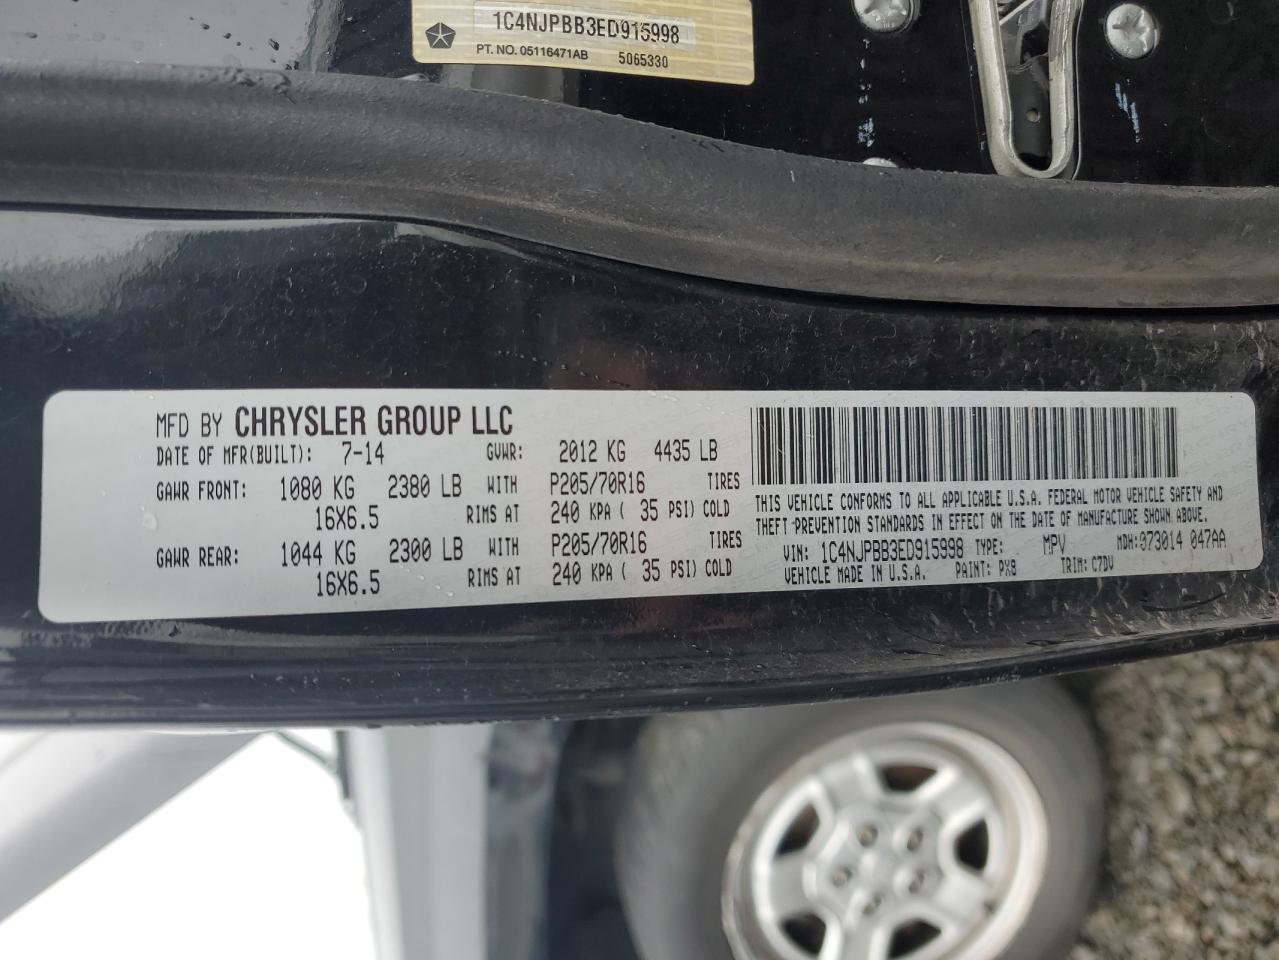 1C4NJPBB3ED915998
PT. NO. 05116471AB 5065330
MFD BY CHRYSLER GROUP LLC
DATE OF MFR(BUILT): 7-14 GVWR: 2012 KG 4435 LB
GAWR FRONT: 1080 KG 2380 LB WITH P205/70R16 TIRES
16X6.5 RIMS AT 240 KPA ( 35 PSI) COLD
GAWR REAR: 1044 KG 2300 LB WITH P205/70R16 TIRES
16X6.5 RIMS AT 240 KPA ( 35 PSI) COLD
THIS VEHICLE CONFORMS TO ALL APPLICABLE U.S.A. FEDERAL MOTOR VEHICLE SAFETY AND
THEFT-PREVENTION STANDARDS IN EFFECT ON THE DATE OF MANUFACTURE SHOWN ABOVE.
VIN: 1C4NJPBB3ED915998 TYPE: MPV MDH:073014 047AA
VEHICLE MADE IN U.S.A. PAINT: PX8 TRIM: C7DV